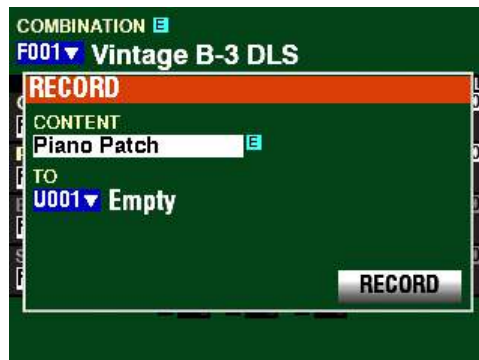 COMBINATION E
F001▼ Vintage B-3 DLS
RECORD
CONTENT
Piano Patch E
TO
U001▼ Empty
RECORD